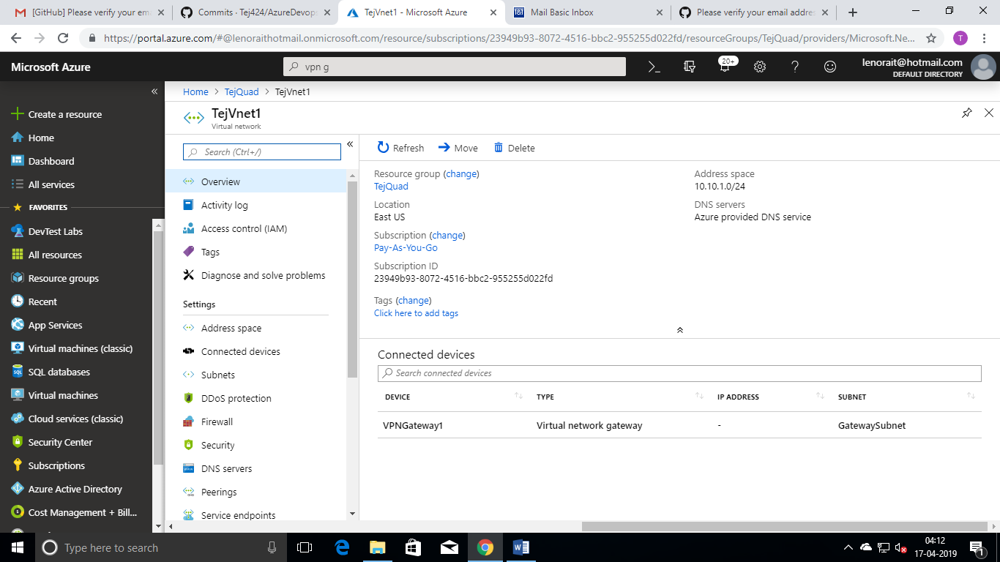 [GitHub] Please verify your ema
Commits · Tej424/AzureDevops
TejVnet1 - Microsoft Azure
Mail Basic Inbox
Please verify your email addres
https://portal.azure.com/#@lenoraithotmail.onmicrosoft.com/resource/subscriptions/23949b93-8072-4516-bbc2-955255d022fd/resourceGroups/TejQuad/providers/Microsoft.Ne...
T
Microsoft Azure
vpn g
20+
lenorait@hotmail.com
DEFAULT DIRECTORY
Create a resource
Home
Dashboard
All services
FAVORITES
DevTest Labs
All resources
Resource groups
Recent
App Services
Virtual machines (classic)
SQL databases
Virtual machines
Cloud services (classic)
Security Center
Subscriptions
Azure Active Directory
Cost Management + Bill...
Home > TejQuad > TejVnet1
TejVnet1
Virtual network
Search (Ctrl+/)
Overview
Activity log
Access control (IAM)
Tags
Diagnose and solve problems
Settings
Address space
Connected devices
Subnets
DDoS protection
Firewall
Security
DNS servers
Peerings
Service endpoints
Refresh
Move
Delete
Resource group (change)
TejQuad
Location
East US
Subscription (change)
Pay-As-You-Go
Subscription ID
23949b93-8072-4516-bbc2-955255d022fd
Tags (change)
Click here to add tags
Address space
10.10.1.0/24
DNS servers
Azure provided DNS service
Connected devices
Search connected devices
DEVICE TYPE IP ADDRESS SUBNET
VPNGateway1 Virtual network gateway - GatewaySubnet
Type here to search
04:12
17-04-2019
1